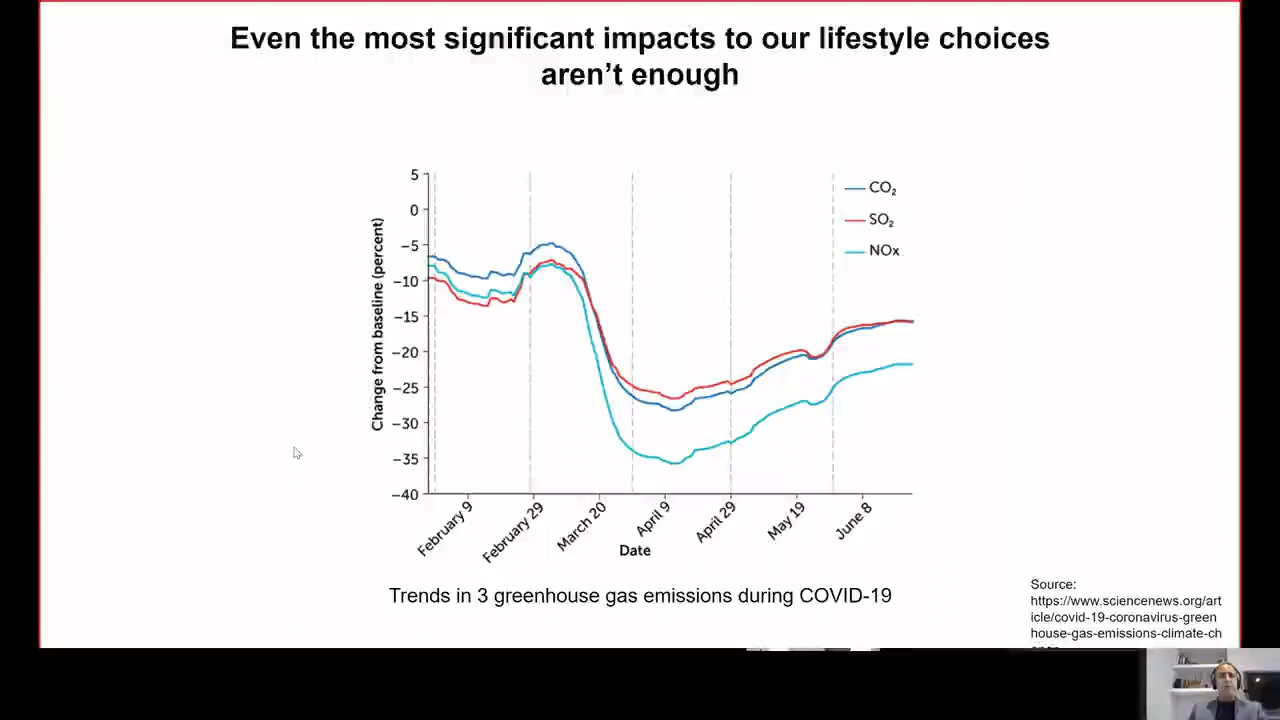 Even the most significant impacts to our lifestyle choices
aren't enough
5
0
−5
−10
−15
−20
−25
−30
−35
−40
Change from baseline (percent)
CO₂
SO₂
NOx
February 9
February 29
March 20
April 9
April 29
May 19
June 8
Date
Trends in 3 greenhouse gas emissions during COVID-19
Source:
https://www.sciencenews.org/art
icle/covid-19-coronavirus-green
house-gas-emissions-climate-ch